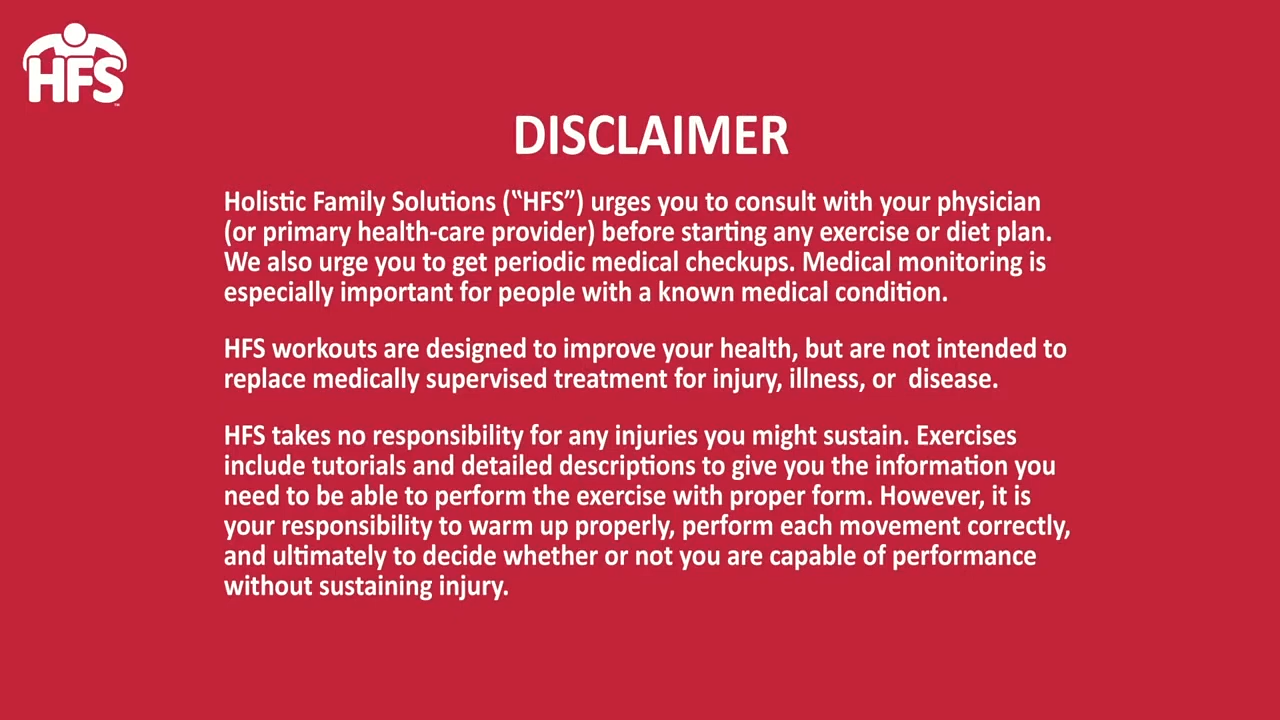 HFS
DISCLAIMER
Holistic Family Solutions (“HFS”) urges you to consult with your physician
(or primary health-care provider) before starting any exercise or diet plan.
We also urge you to get periodic medical checkups. Medical monitoring is
especially important for people with a known medical condition.
HFS workouts are designed to improve your health, but are not intended to
replace medically supervised treatment for injury, illness, or  disease.
HFS takes no responsibility for any injuries you might sustain. Exercises
include tutorials and detailed descriptions to give you the information you
need to be able to perform the exercise with proper form. However, it is
your responsibility to warm up properly, perform each movement correctly,
and ultimately to decide whether or not you are capable of performance
without sustaining injury.